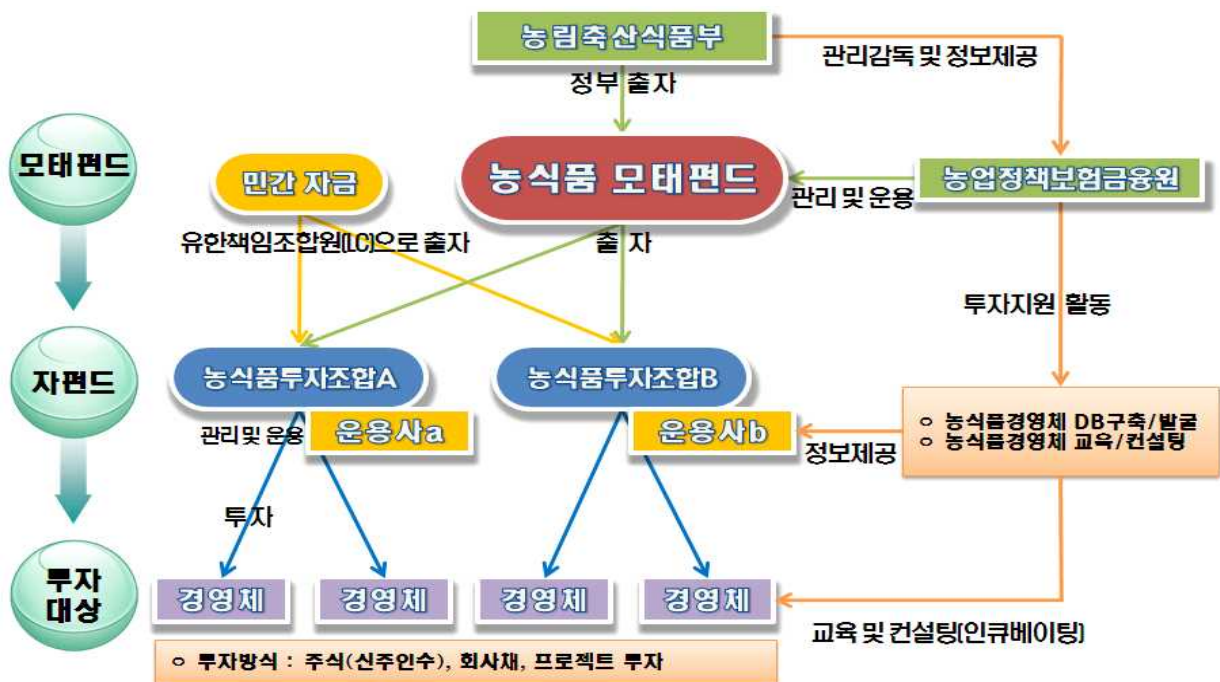 농림축산식품부
관리감독 및 정보제공
정부 출자
모태펀드
민간 자금
농식품 모태펀드
농업정책보험금융원
관리 및 운용
유한책임조합원(LC)으로 출자
출 자
투자지원 활동
자펀드
농식품투자조합A
농식품투자조합B
관리 및 운용
운용사a
운용사b
정보제공
○ 농식품경영체 DB구축/발굴
○ 농식품경영체 교육/컨설팅
투자
투자
대상
경영체
경영체
경영체
경영체
교육 및 컨설팅(인큐베이팅)
○ 투자방식 : 주식(신주인수), 회사채, 프로젝트 투자